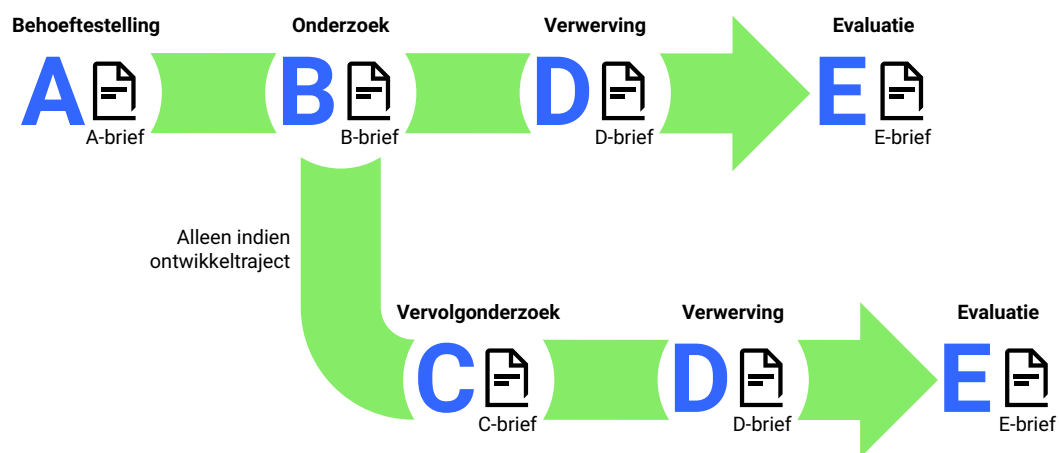 Behoeftestelling
Onderzoek
Verwerving
Evaluatie
A
B
D
E
A-brief
B-brief
D-brief
E-brief
Alleen indien
ontwikkeltraject
Vervolgonderzoek
Verwerving
Evaluatie
C
D
E
C-brief
D-brief
E-brief